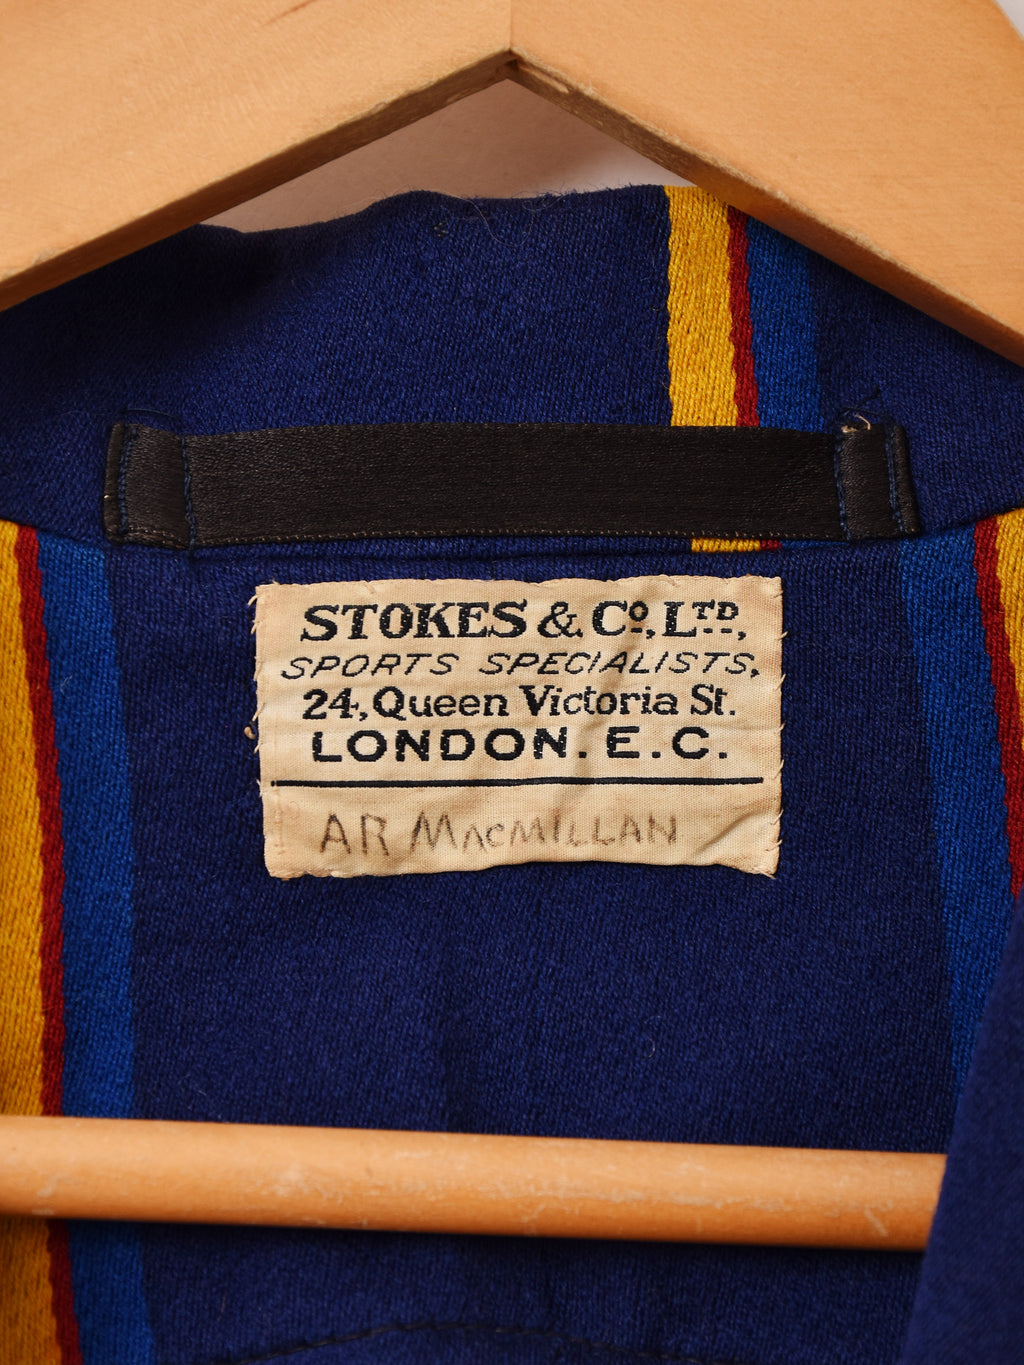 STOKES & Co., LTD,
SPORTS SPECIALISTS,
24, Queen Victoria St.
LONDON. E. C.
AR MACMILLAN